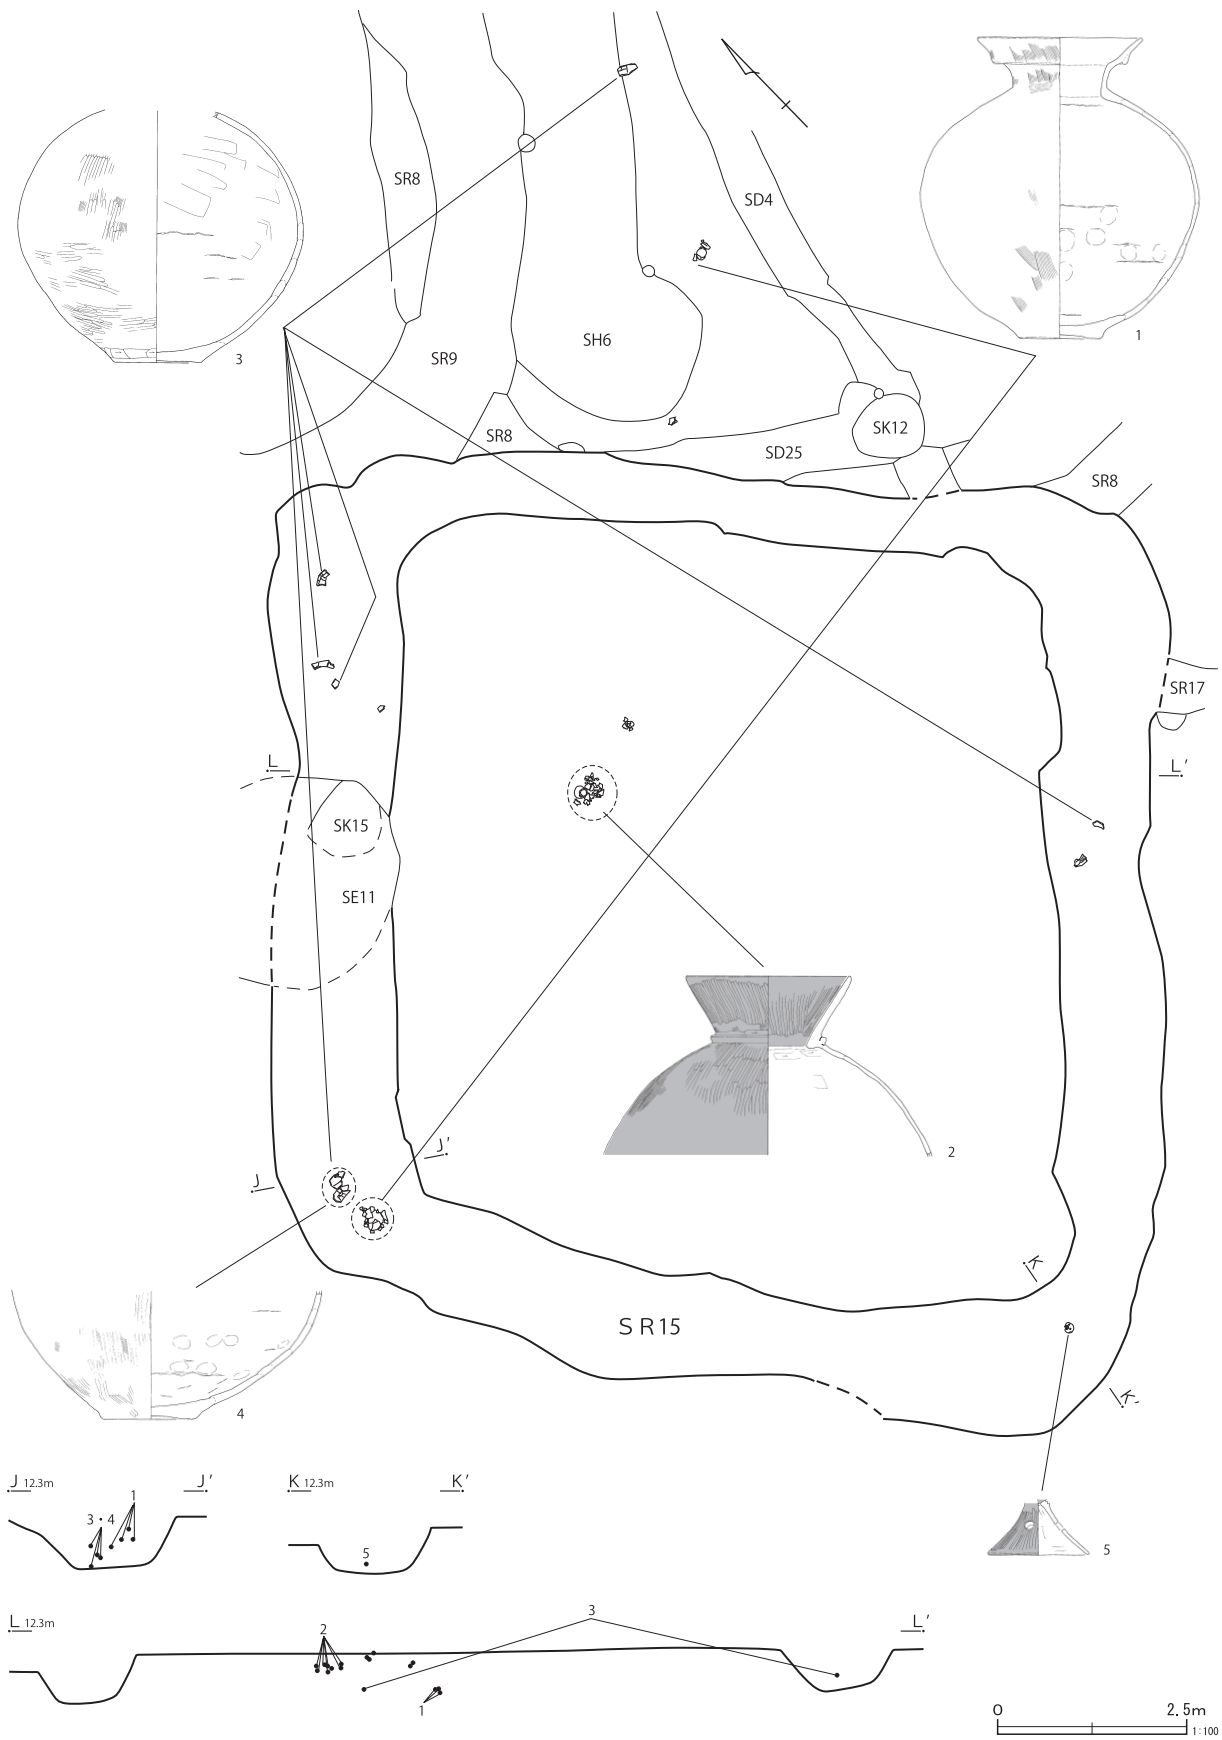 1
3
SR8
SD4
SH6
SR9
SK12
SR8
SD25
SR8
SR17
L
L'
SK15
SE11
J'
J
2
K
SR15
K'
4
5
J 12.3m
J'
3・4
1
K 12.3m
K'
5
L 12.3m
L'
2
3
1
0
2.5m
1:100